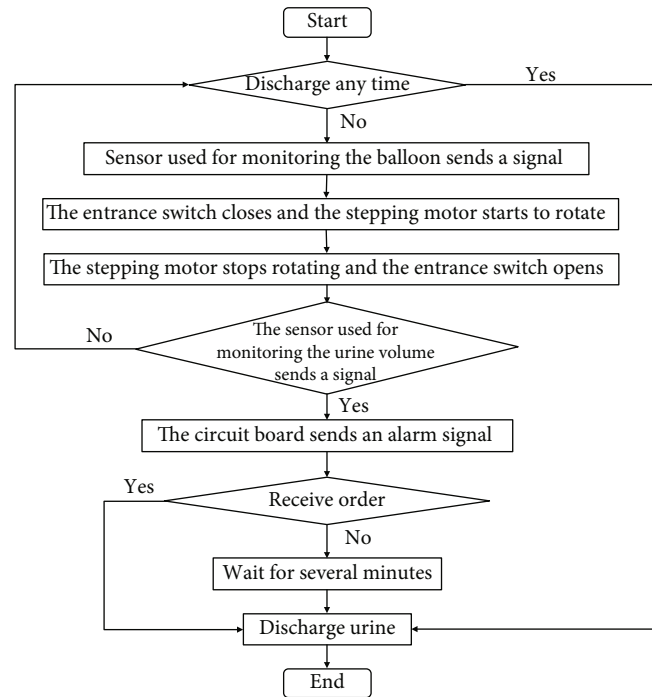 Start
Discharge any time
Yes
No
Sensor used for monitoring the balloon sends a signal
The entrance switch closes and the stepping motor starts to rotate
The stepping motor stops rotating and the entrance switch opens
No
The sensor used for
monitoring the urine volume
sends a signal
Yes
The circuit board sends an alarm signal
Yes
Receive order
No
Wait for several minutes
Discharge urine
End